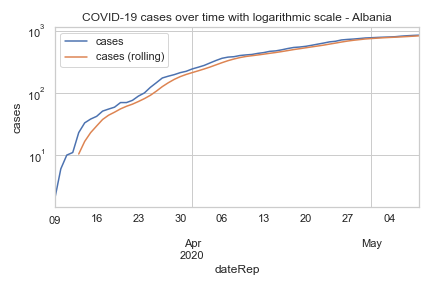 COVID-19 cases over time with logarithmic scale - Albania
cases
cases (rolling)
cases
10³
10²
10¹
09 16 23 30 06 13 20 27 04
Apr May
2020
dateRep